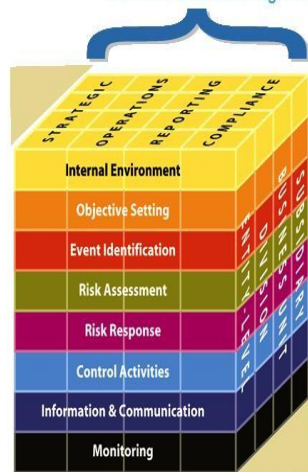 STRATEGIC
OPERATIONS
REPORTING
COMPLIANCE
Internal Environment
Objective Setting
Event Identification
Risk Assessment
Risk Response
Control Activities
Information & Communication
Monitoring
ENTITY-LEVEL
DIVISION
BUSINESS UNIT
SUBSIDIARY